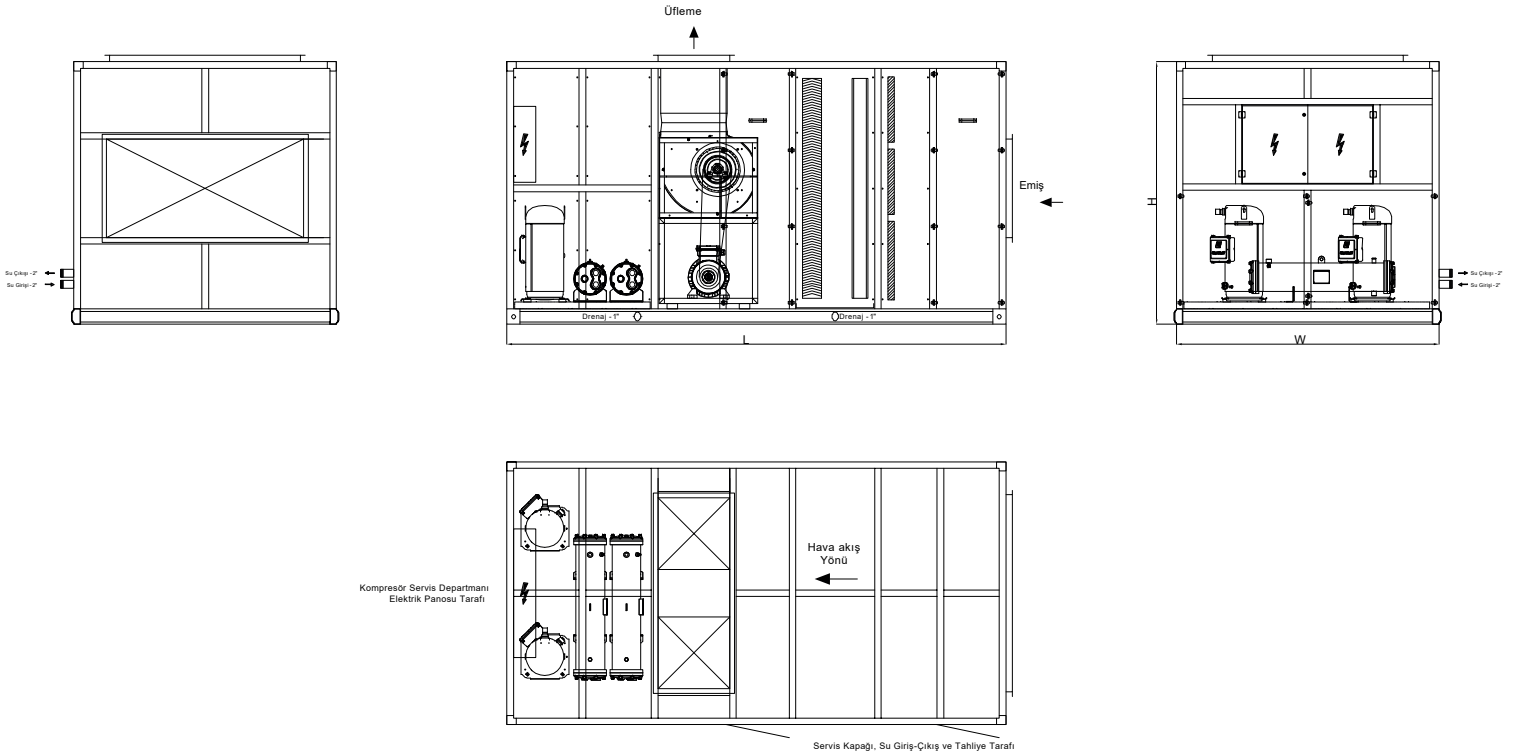 Üfleme
Emiş
Su Çıkışı - 2"
Su Girişi - 2"
Drenaj - 1"
Drenaj - 1"
L
H
W
Su Çıkışı - 2"
Su Girişi - 2"
Hava akış
Yönü
Kompresör Servis Departmanı
Elektrik Panosu Tarafı
Servis Kapağı, Su Giriş-Çıkış ve Tahliye Tarafı